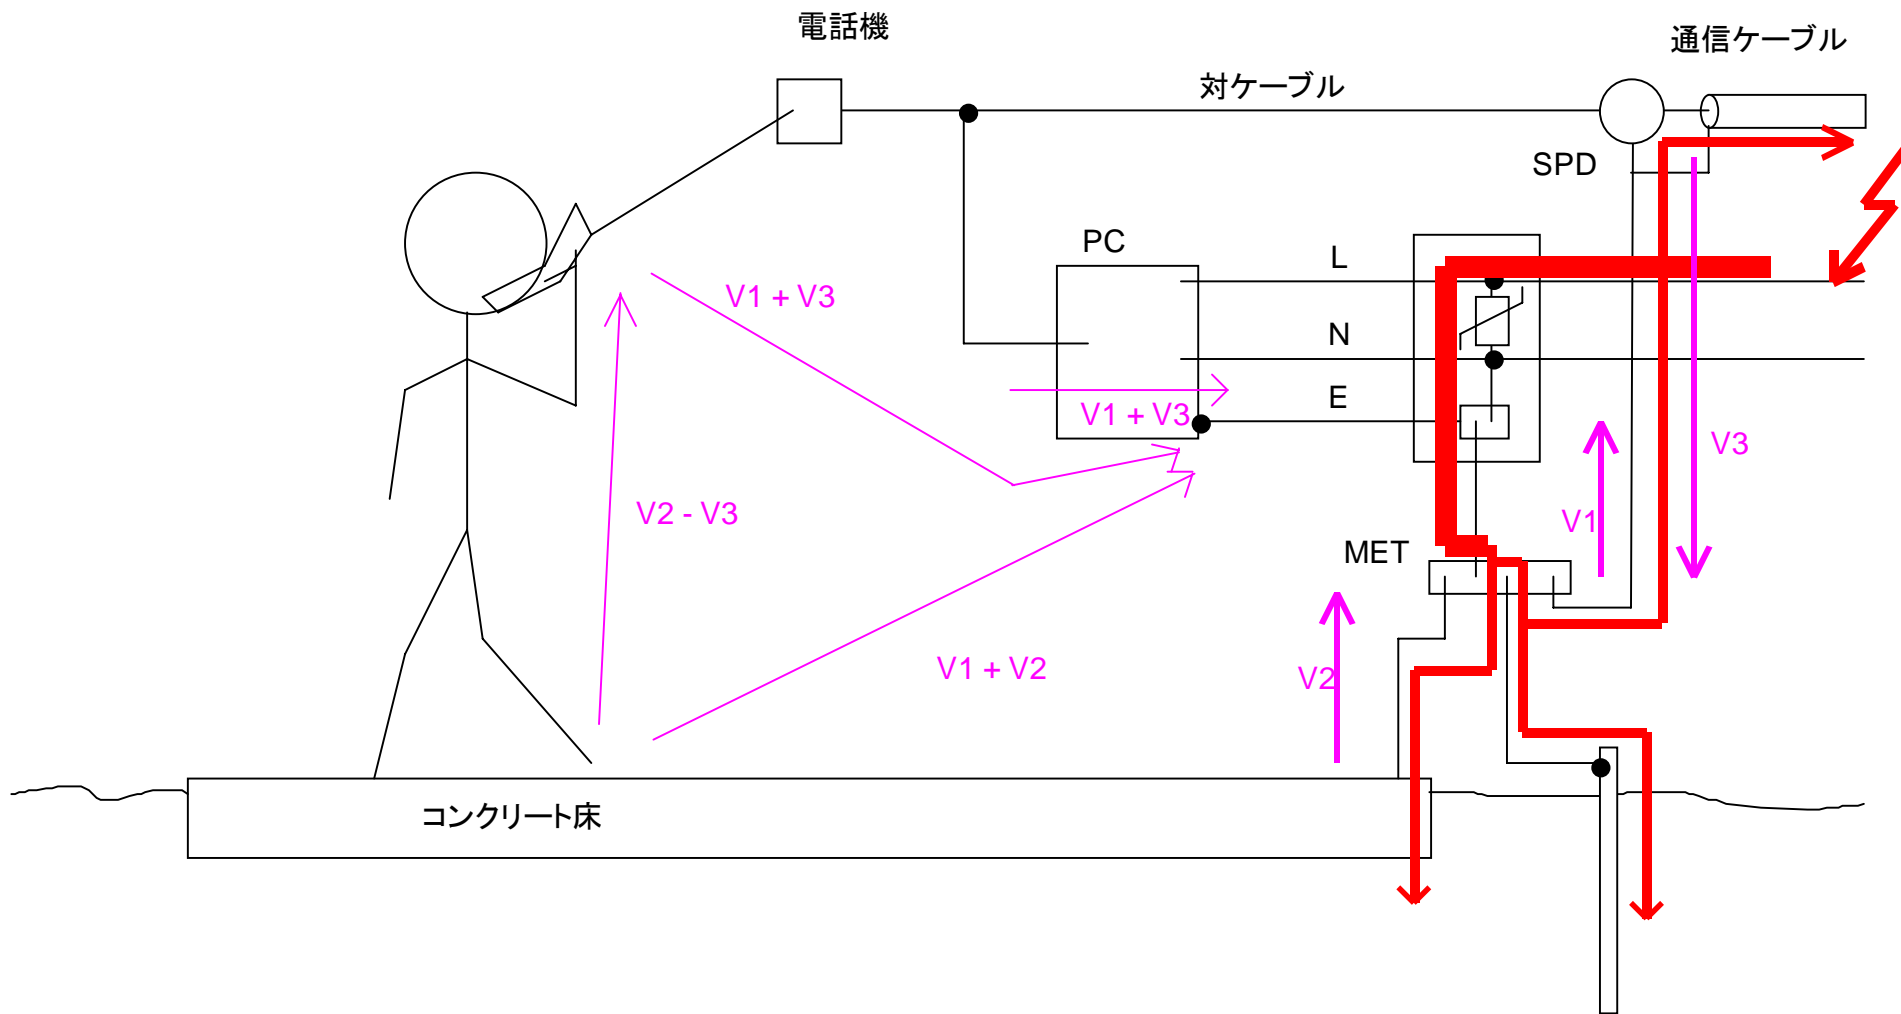 電話機
通信ケーブル
対ケーブル
SPD
PC
L
V1 + V3
N
V1 + V3
E
V3
V2 - V3
V1
MET
V1 + V2
V2
コンクリート床